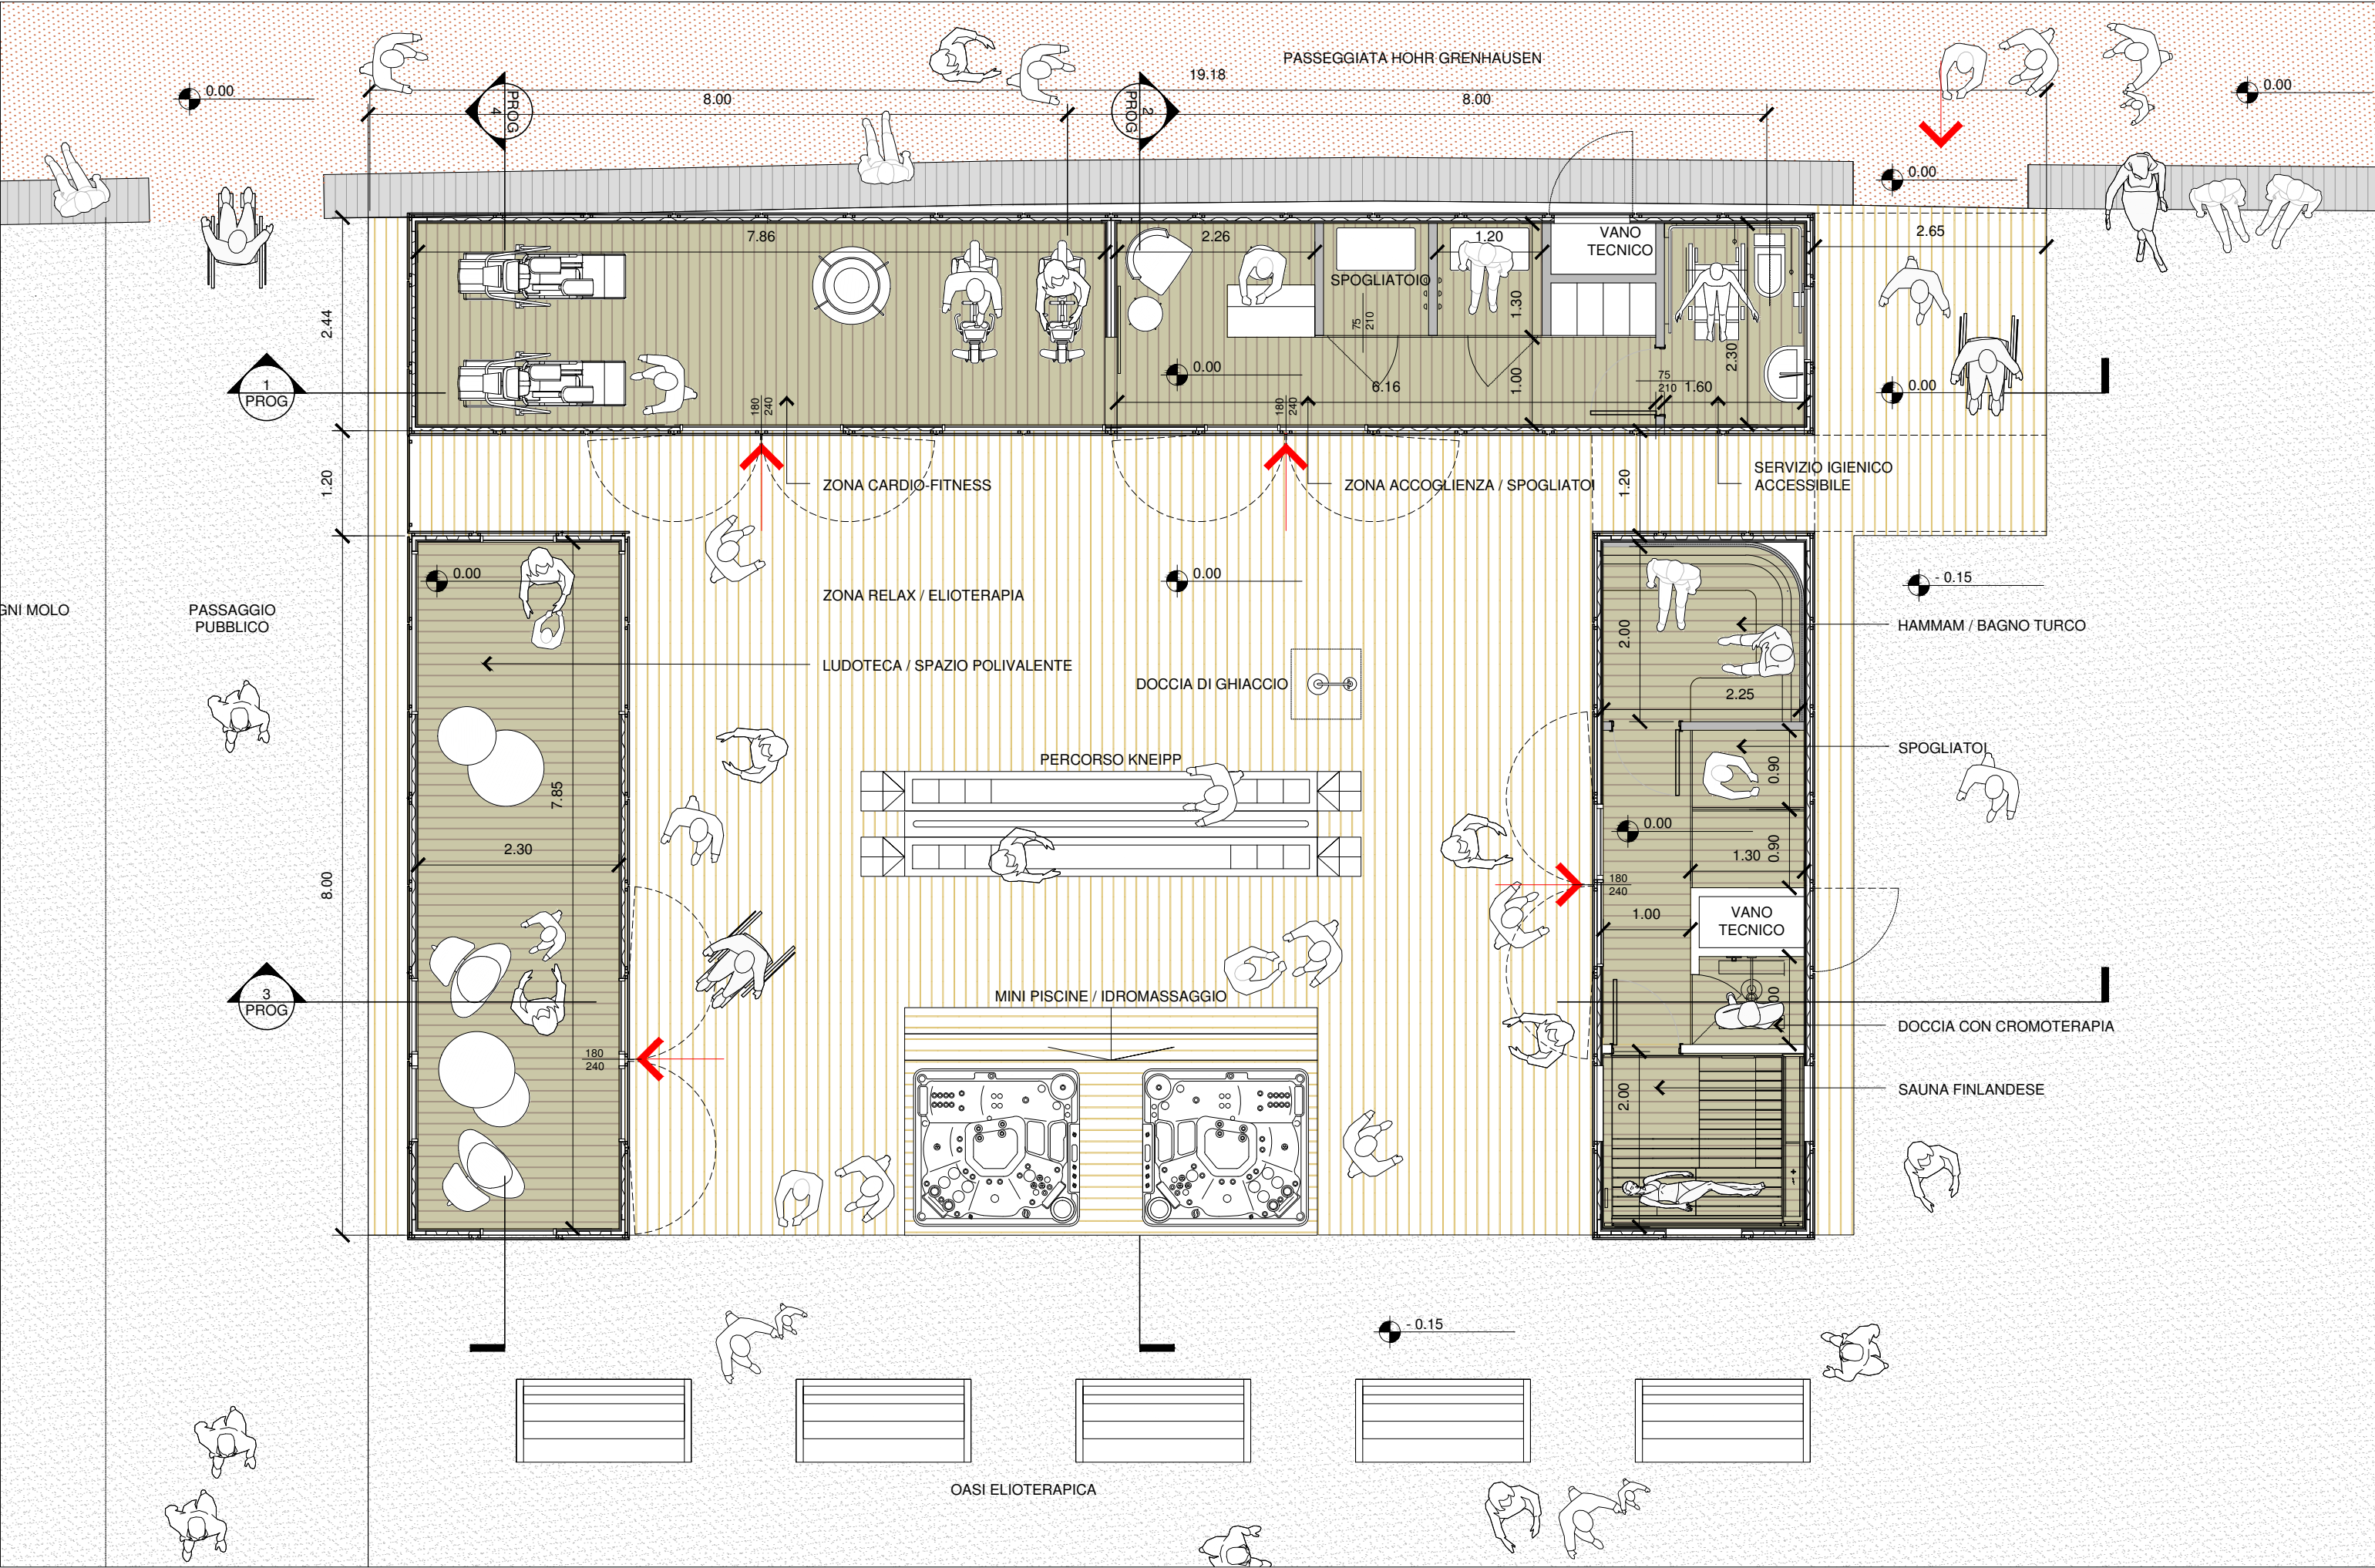 PASSEGGIATA HOHR GRENHAUSEN
19.18
0.00
8.00
PROG
4
PROG
2
8.00
0.00
0.00
7.86
2.26
1.20
VANO
TECNICO
2.65
SPOGLIATOIO
2.44
1.30
75
210
2.30
0.00
1
PROG
6.16
1.00
75
210
1.60
0.00
180
240
180
240
1.20
ZONA CARDIO-FITNESS
ZONA ACCOGLIENZA / SPOGLIATOI
1.20
SERVIZIO IGIENICO
ACCESSIBILE
0.00
0.00
- 0.15
ZONA RELAX / ELIOTERAPIA
GNI MOLO
PASSAGGIO
PUBBLICO
2.00
HAMMAM / BAGNO TURCO
LUDOTECA / SPAZIO POLIVALENTE
DOCCIA DI GHIACCIO
2.25
SPOGLIATOI
PERCORSO KNEIPP
0.90
7.85
0.00
2.30
1.30
0.90
8.00
180
240
1.00
VANO
TECNICO
3
PROG
MINI PISCINE / IDROMASSAGGIO
DOCCIA CON CROMOTERAPIA
180
240
2.00
SAUNA FINLANDESE
- 0.15
OASI ELIOTERAPICA